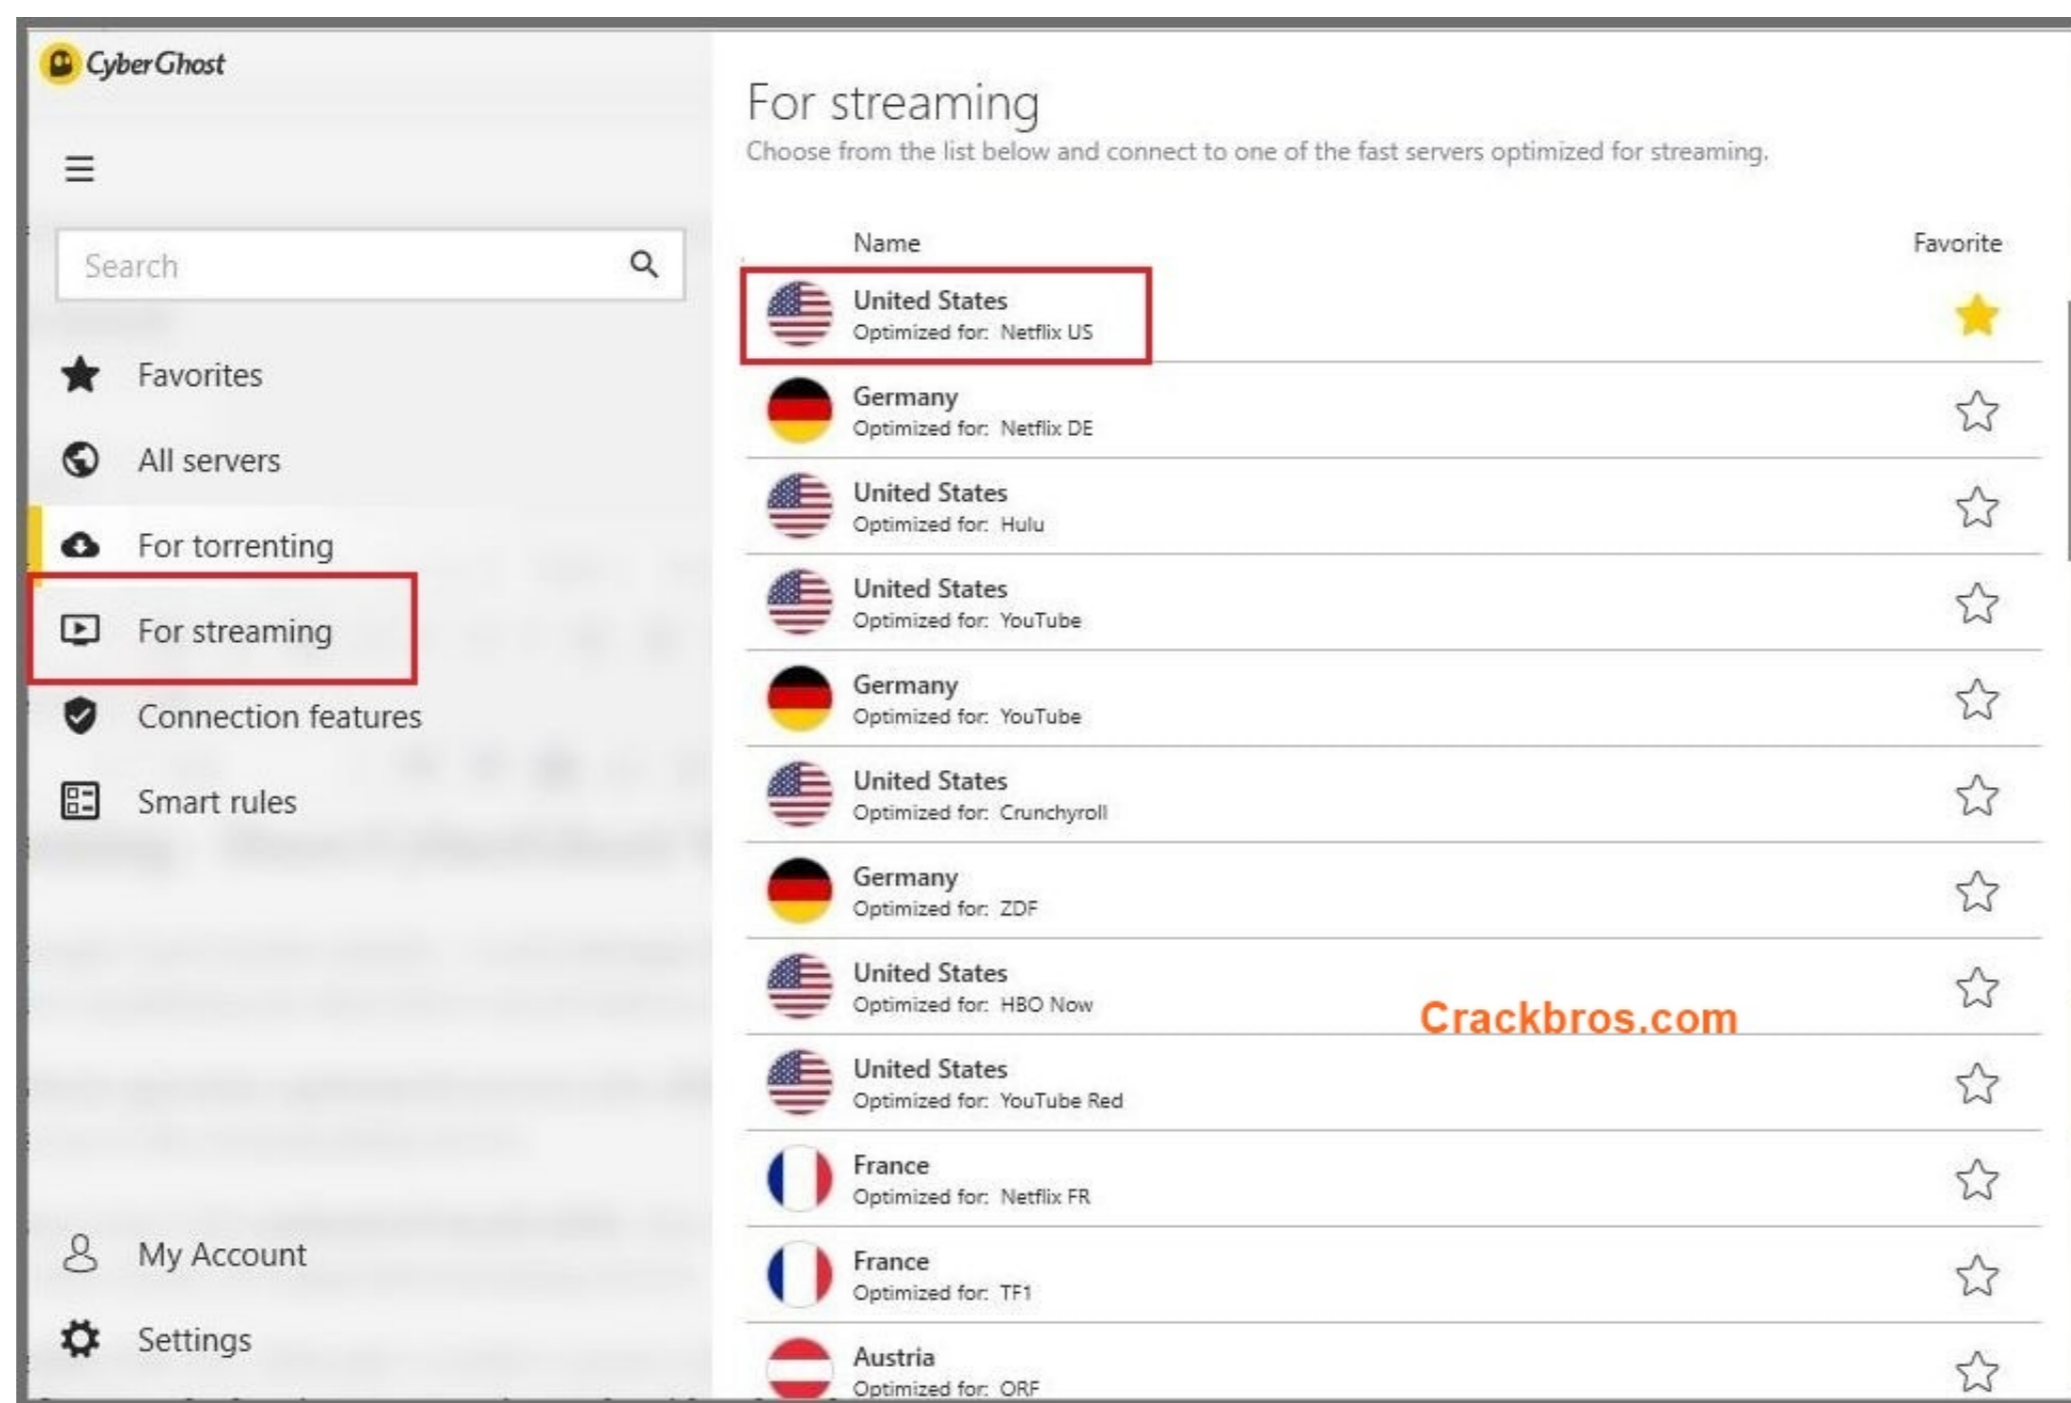 CyberGhost
Search
Favorites
All servers
For torrenting
For streaming
Connection features
Smart rules
My Account
Settings
For streaming
Choose from the list below and connect to one of the fast servers optimized for streaming.
Name Favorite
United States
Optimized for: Netflix US
Germany
Optimized for: Netflix DE
United States
Optimized for: Hulu
United States
Optimized for: YouTube
Germany
Optimized for: YouTube
United States
Optimized for: Crunchyroll
Germany
Optimized for: ZDF
United States
Optimized for: HBO Now
Crackbros.com
United States
Optimized for: YouTube Red
France
Optimized for: Netflix FR
France
Optimized for: TF1
Austria
Optimized for: ORF